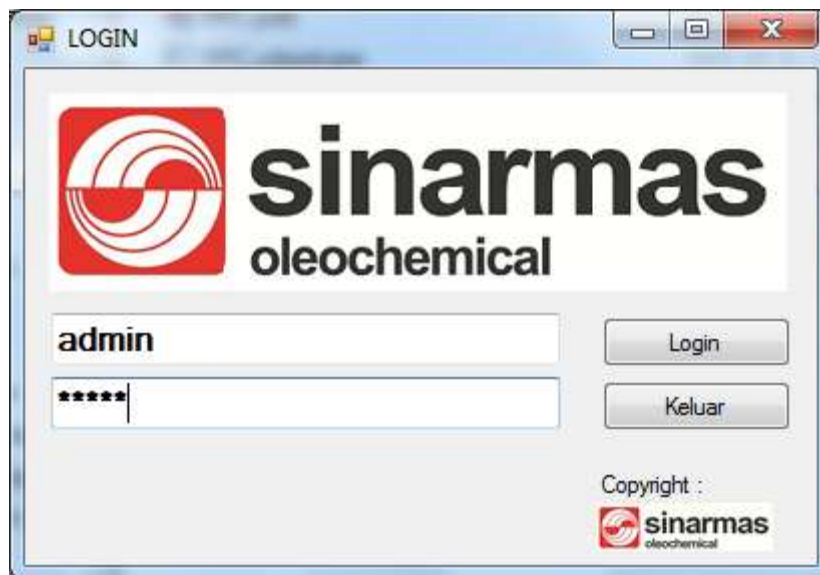 LOGIN
sinarmas
oleochemical
admin
*****
Login
Keluar
Copyright :
sinarmas
oleochemical